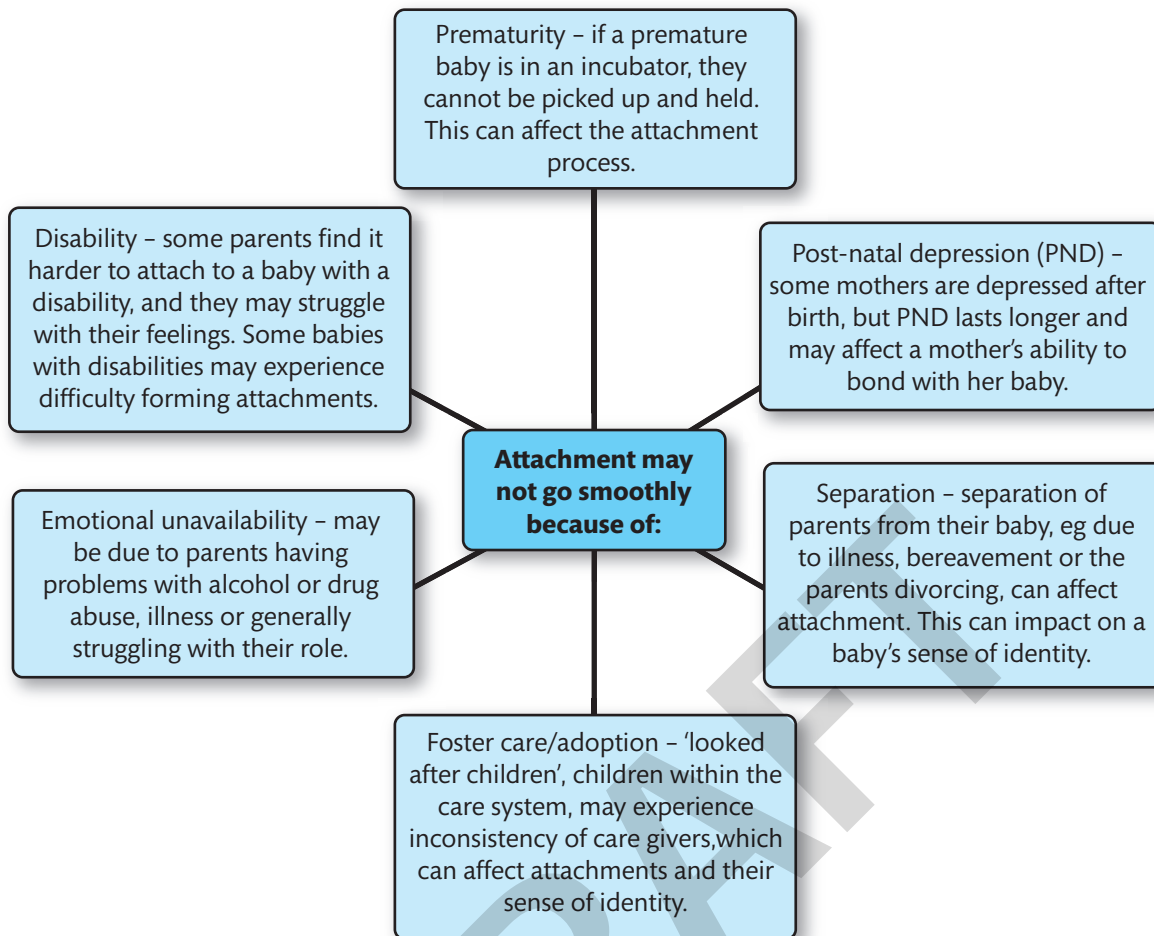 Prematurity – if a premature
baby is in an incubator, they
cannot be picked up and held.
This can affect the attachment
process.
Disability – some parents find it
harder to attach to a baby with a
disability, and they may struggle
with their feelings. Some babies
with disabilities may experience
difficulty forming attachments.
Post-natal depression (PND) –
some mothers are depressed after
birth, but PND lasts longer and
may affect a mother’s ability to
bond with her baby.
Attachment may
not go smoothly
because of:
Emotional unavailability – may
be due to parents having
problems with alcohol or drug
abuse, illness or generally
struggling with their role.
Separation – separation of
parents from their baby, eg due
to illness, bereavement or the
parents divorcing, can affect
attachment. This can impact on a
baby’s sense of identity.
Foster care/adoption – ‘looked
after children’, children within the
care system, may experience
inconsistency of care givers,which
can affect attachments and their
sense of identity.
RAFT